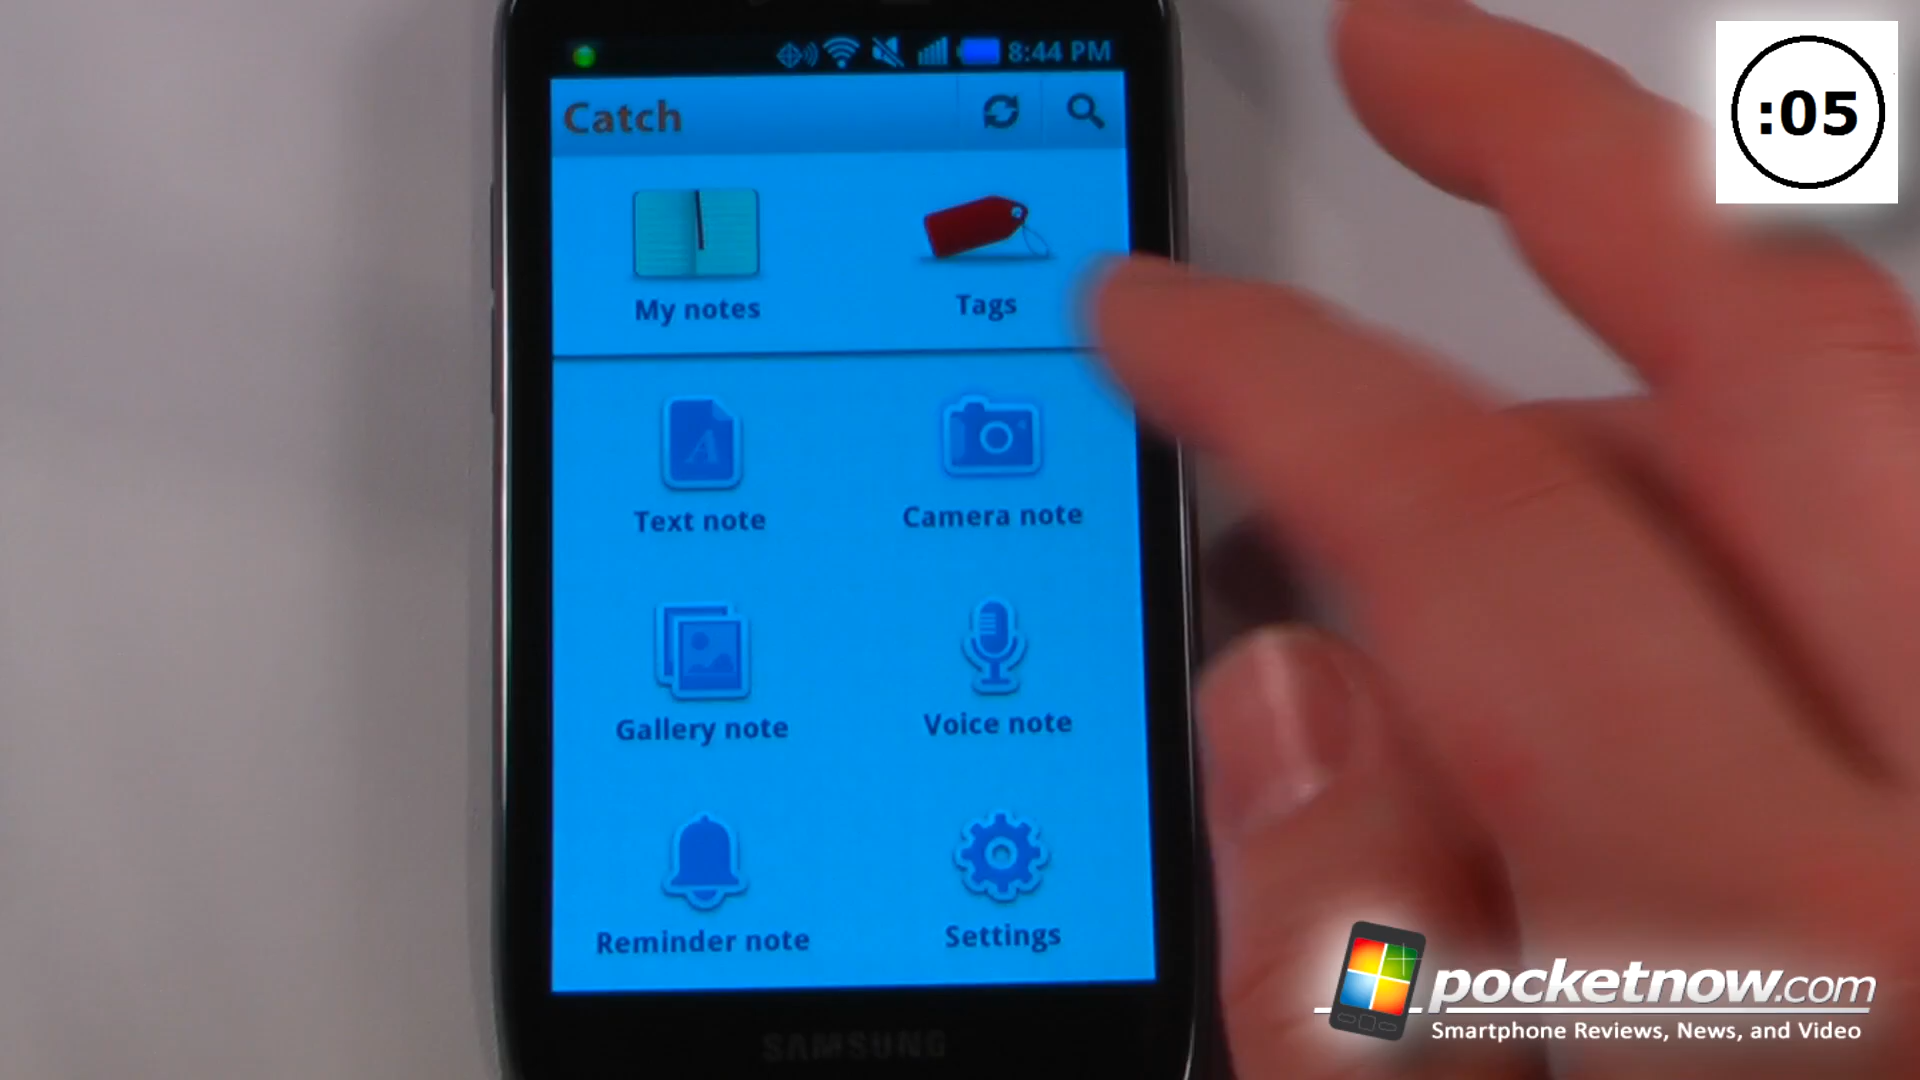 8:44 PM
:05
Catch
My notes
Tags
A
Text note
Camera note
Gallery note
Voice note
Reminder note
Settings
SAMSUNG
pocketnow.com
Smartphone Reviews, News, and Video